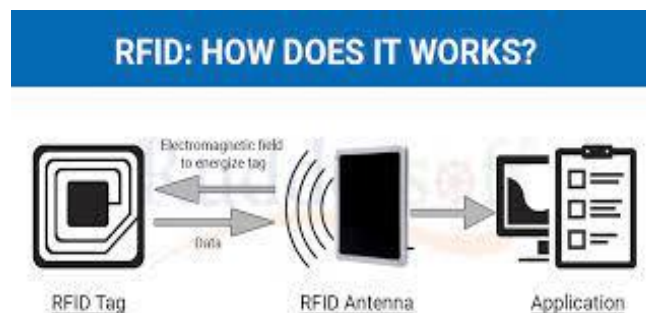 RFID: HOW DOES IT WORKS?
Electromagnetic field
to energize tag
Data
RFID Tag
RFID Antenna
Application